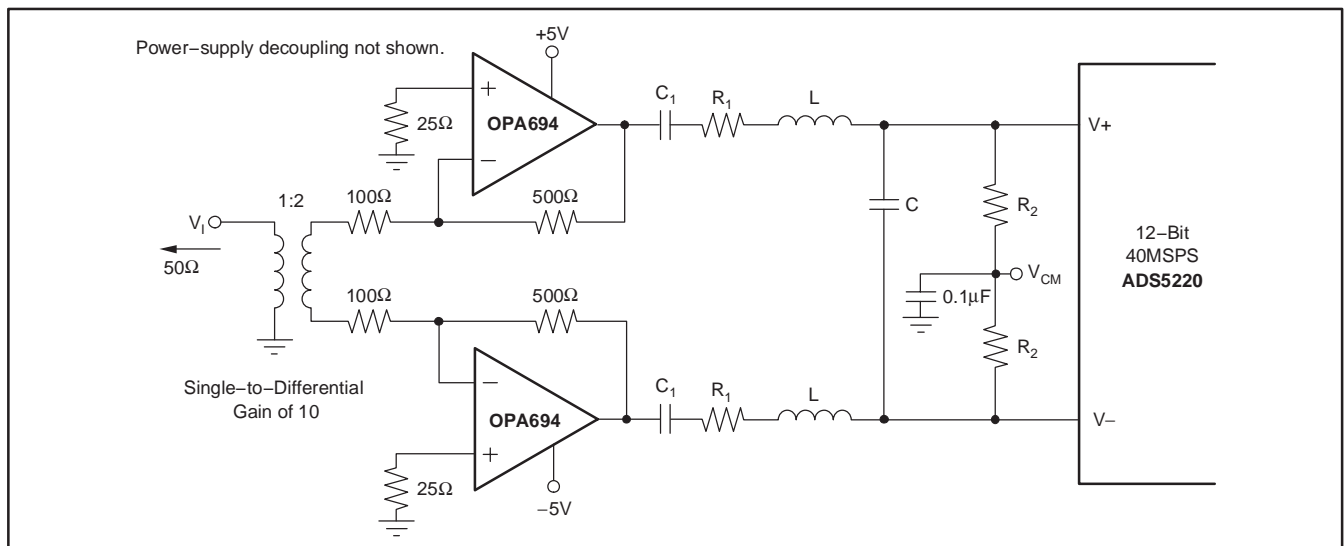 Power−supply decoupling not shown.
+5V
+
25Ω
OPA694
−
C1
R1
L
1:2
100Ω
500Ω
VI
50Ω
C
R2
V+
12−Bit
40MSPS
ADS5220
VCM
0.1µF
100Ω
500Ω
R2
Single−to−Differential
Gain of 10
−
OPA694
+
25Ω
−5V
C1
R1
L
V−